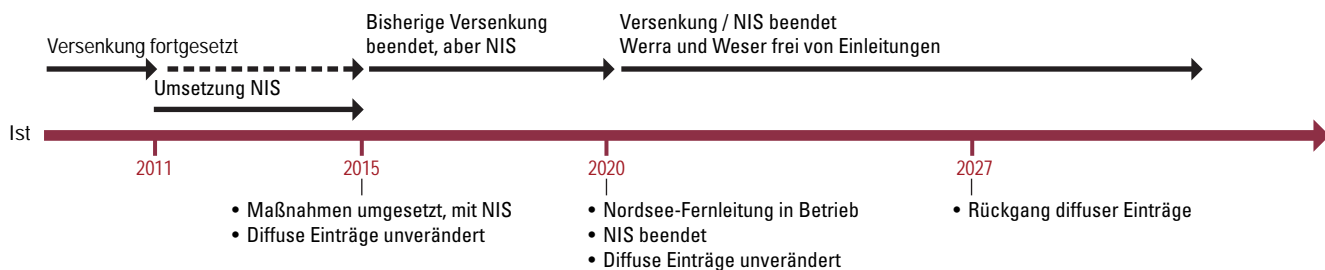 Versenkung fortgesetzt
Bisherige Versenkung
beendet, aber NIS
Versenkung / NIS beendet
Werra und Weser frei von Einleitungen
Umsetzung NIS
Ist
2011
2015
2020
2027
• Maßnahmen umgesetzt, mit NIS
• Diffuse Einträge unverändert
• Nordsee-Fernleitung in Betrieb
• NIS beendet
• Diffuse Einträge unverändert
• Rückgang diffuser Einträge